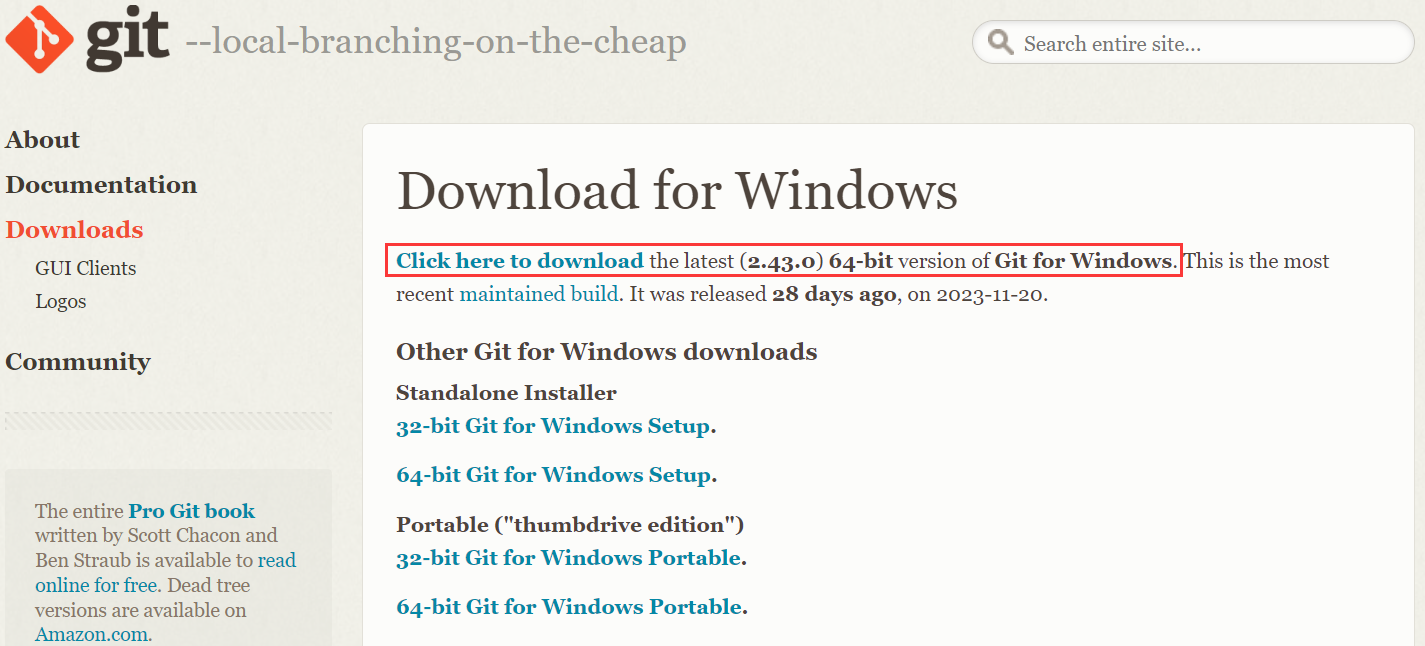 git --local-branching-on-the-cheap
Search entire site...
About
Documentation
Downloads
GUI Clients
Logos
Community
The entire Pro Git book
written by Scott Chacon and
Ben Straub is available to read
online for free. Dead tree
versions are available on
Amazon.com.
Download for Windows
Click here to download the latest (2.43.0) 64-bit version of Git for Windows. This is the most
recent maintained build. It was released 28 days ago, on 2023-11-20.
Other Git for Windows downloads
Standalone Installer
32-bit Git for Windows Setup.
64-bit Git for Windows Setup.
Portable ("thumbdrive edition")
32-bit Git for Windows Portable.
64-bit Git for Windows Portable.